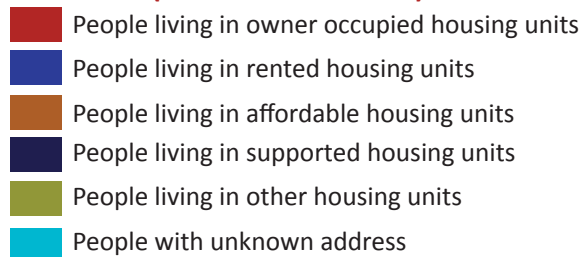 People living in owner occupied housing units
People living in rented housing units
People living in affordable housing units
People living in supported housing units
People living in other housing units
People with unknown address